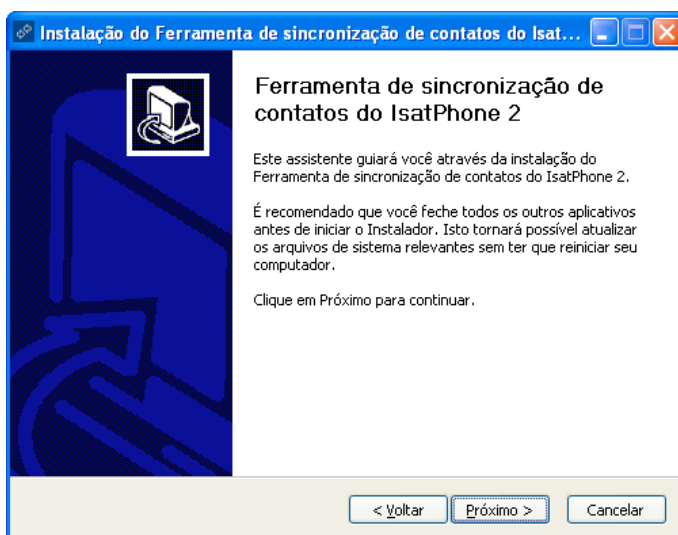 Instalação do Ferramenta de sincronização de contatos do Isat...
Ferramenta de sincronização de
contatos do IsatPhone 2
Este assistente guiará você através da instalação do
Ferramenta de sincronização de contatos do IsatPhone 2.
É recomendado que você feche todos os outros aplicativos
antes de iniciar o Instalador. Isto tornará possível atualizar
os arquivos de sistema relevantes sem ter que reiniciar seu
computador.
Clique em Próximo para continuar.
< Voltar Próximo > Cancelar